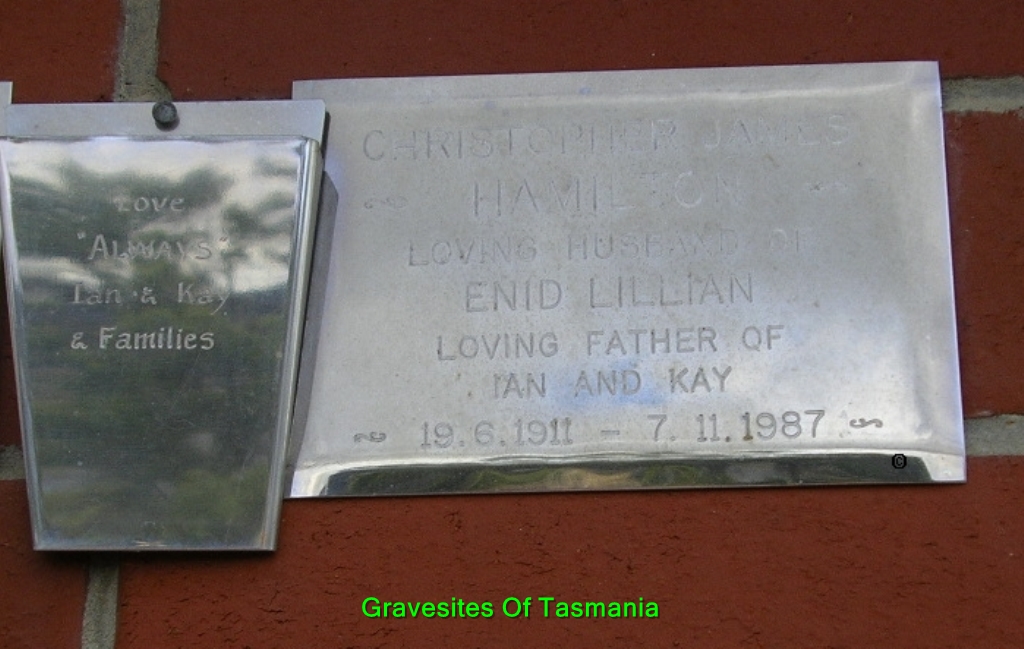 Love
"Always"
Ian & Kay
& Families
CHRISTOPHER JAMES
HAMILTON
LOVING HUSBAND OF
ENID LILLIAN
LOVING FATHER OF
IAN AND KAY
19.6.1911 - 7.11.1987
©
Gravesites Of Tasmania